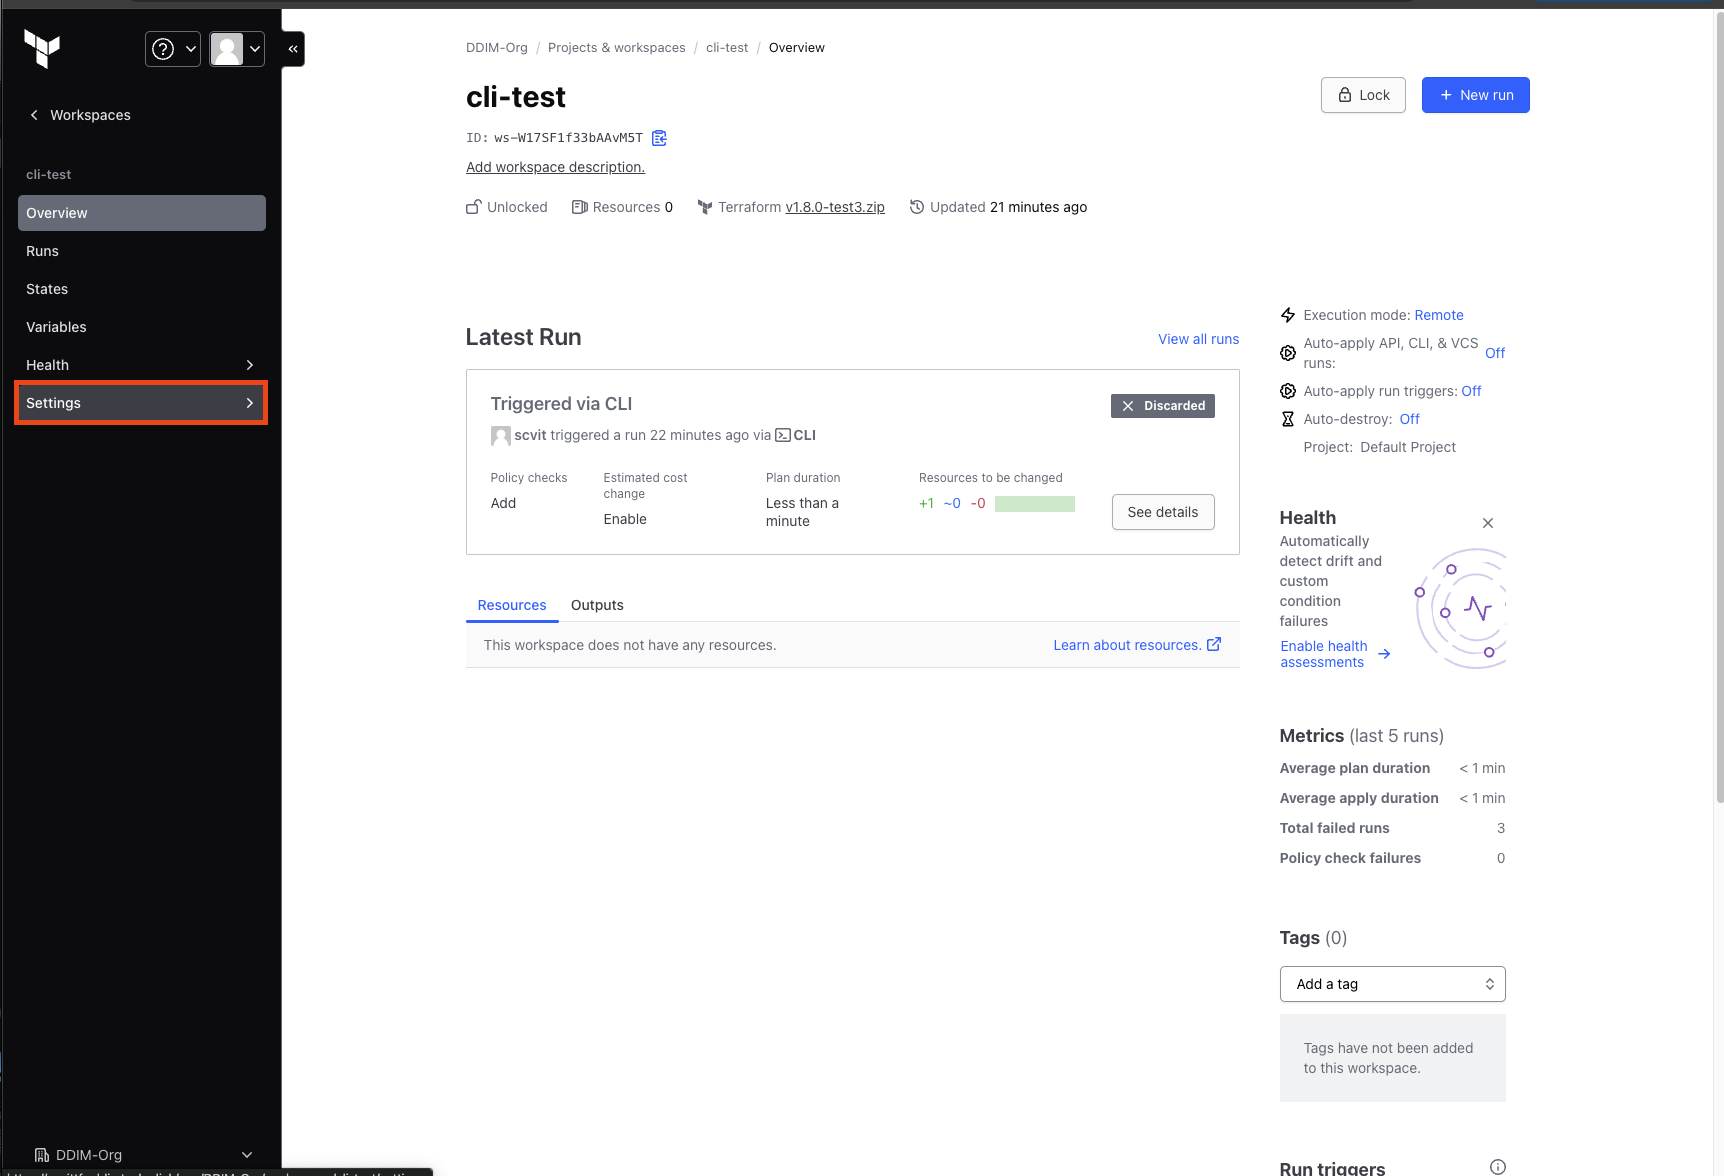 Workspaces
cli-test
Overview
Runs
States
Variables
Health
Settings
DDIM-Org
DDIM-Org / Projects & workspaces / cli-test / Overview
cli-test
Lock
+ New run
ID: ws-W17SF1f33bAAvM5T
Add workspace description.
Unlocked Resources 0 Terraform v1.8.0-test3.zip Updated 21 minutes ago
Latest Run
View all runs
Triggered via CLI
Discarded
scvit triggered a run 22 minutes ago via CLI
Policy checks
Add
Estimated cost
change
Enable
Plan duration
Less than a
minute
Resources to be changed
+1 ~0 -0
See details
Resources Outputs
This workspace does not have any resources.
Learn about resources.
Execution mode: Remote
Auto-apply API, CLI, & VCS
runs:
Off
Auto-apply run triggers: Off
Auto-destroy: Off
Project: Default Project
Health
Automatically
detect drift and
custom
condition
failures
Enable health
assessments
Metrics (last 5 runs)
Average plan duration < 1 min
Average apply duration < 1 min
Total failed runs 3
Policy check failures 0
Tags (0)
Add a tag
Tags have not been added
to this workspace.
Run triggers